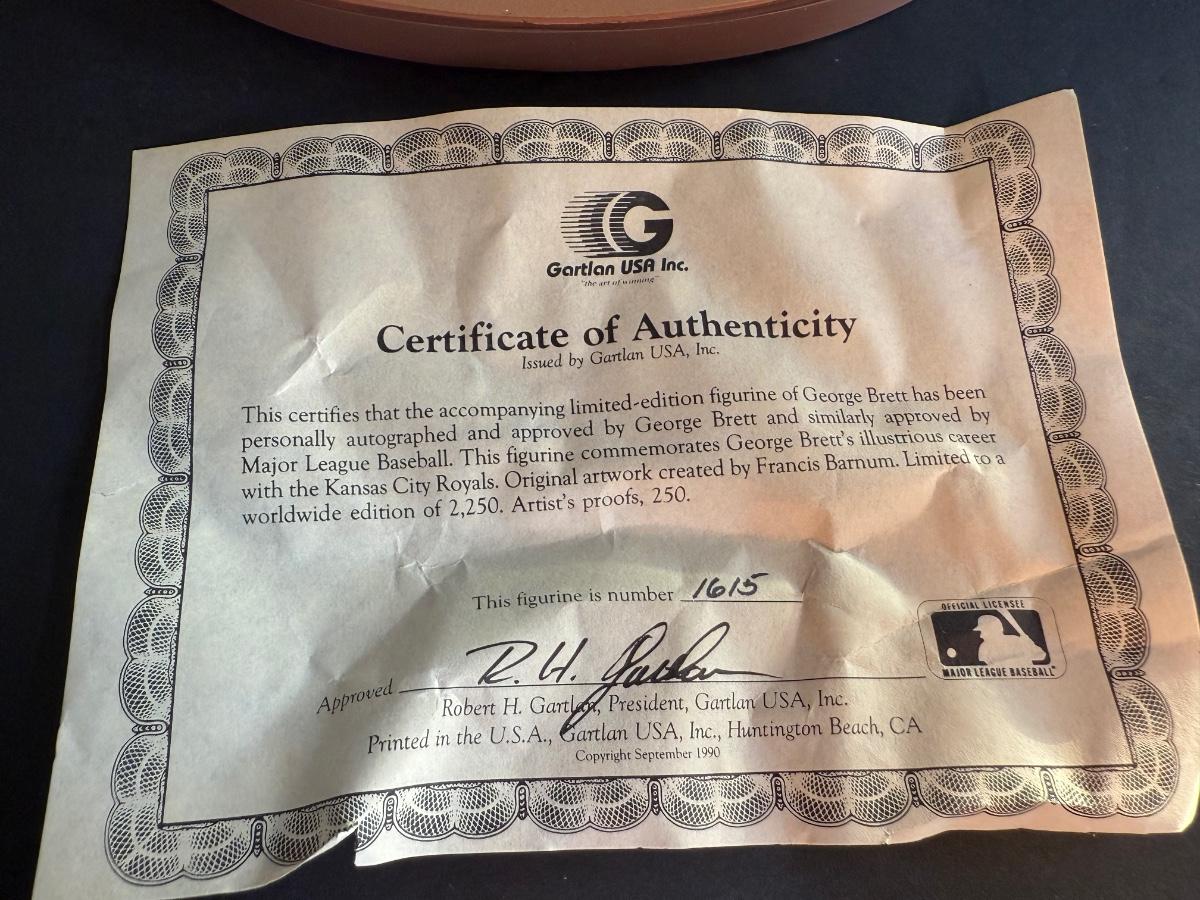 G
Gartlan USA Inc.
"the art of winning"
Certificate of Authenticity
Issued by Gartlan USA, Inc.
This certifies that the accompanying limited-edition figurine of George Brett has been
personally autographed and approved by George Brett and similarly approved by
Major League Baseball. This figurine commemorates George Brett's illustrious career
with the Kansas City Royals. Original artwork created by Francis Barnum. Limited to a
worldwide edition of 2,250. Artist's proofs, 250.
This figurine is number 1615
OFFICIAL LICENSEE
MAJOR LEAGUE BASEBALL™
Approved R. H. Gartlan
Robert H. Gartlan, President, Gartlan USA, Inc.
Printed in the U.S.A., Gartlan USA, Inc., Huntington Beach, CA
Copyright September 1990